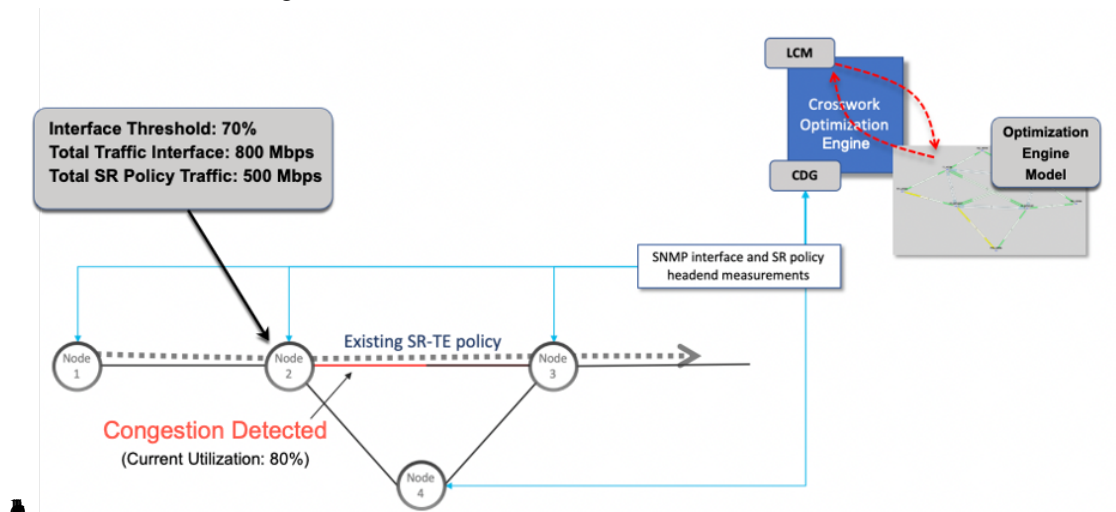 LCM
Crosswork
Optimization
Engine
CDG
Optimization
Engine
Model
Interface Threshold: 70%
Total Traffic Interface: 800 Mbps
Total SR Policy Traffic: 500 Mbps
SNMP interface and SR policy
headend measurements
Existing SR-TE policy
Node
1
Node
2
Node
3
Congestion Detected
(Current Utilization: 80%)
Node
4